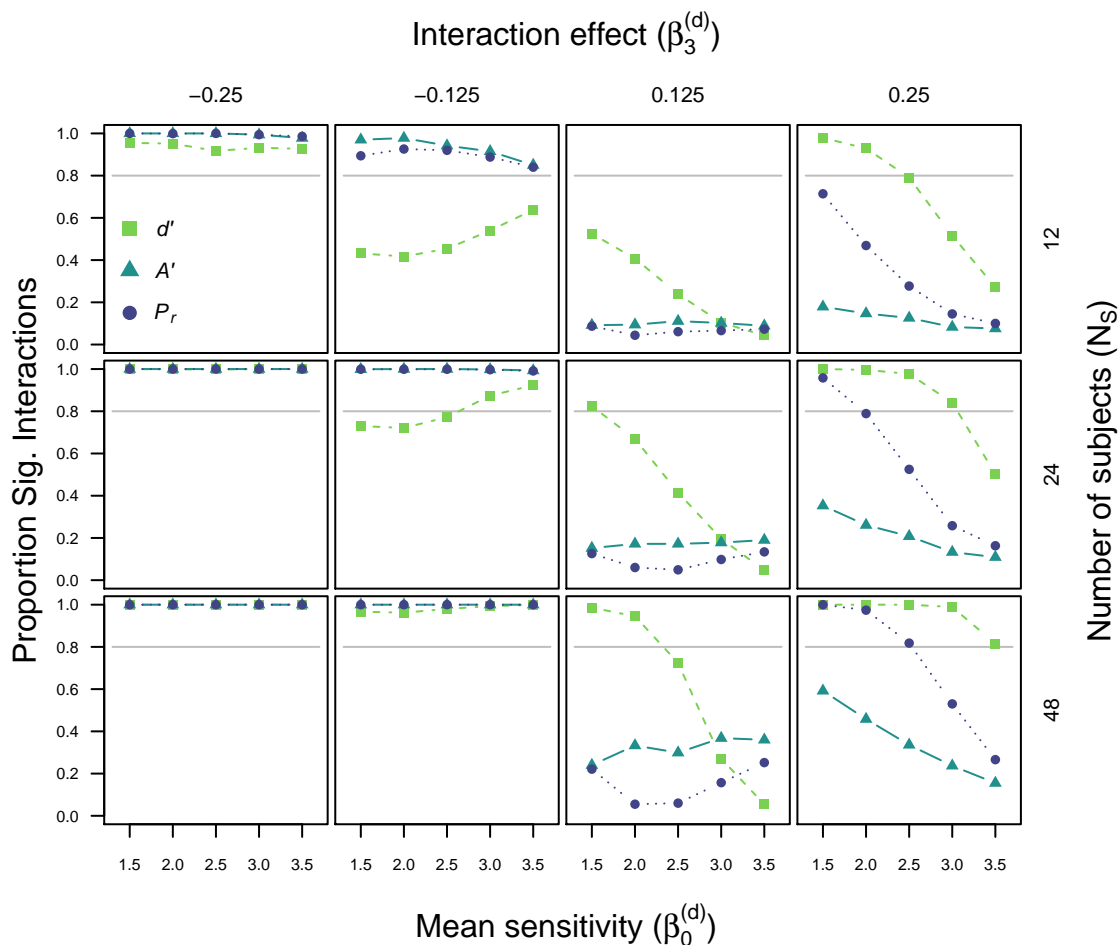 Interaction effect (β₃⁽ᵈ⁾)
−0.25 −0.125 0.125 0.25
Proportion Sig. Interactions
1.0
0.8
0.6
0.4
0.2
0.0
d'
A'
Pᵣ
12
1.0
0.8
0.6
0.4
0.2
0.0
24
1.0
0.8
0.6
0.4
0.2
0.0
48
Number of subjects (N_S)
1.5 2.0 2.5 3.0 3.5 1.5 2.0 2.5 3.0 3.5 1.5 2.0 2.5 3.0 3.5 1.5 2.0 2.5 3.0 3.5
Mean sensitivity (β₀⁽ᵈ⁾)